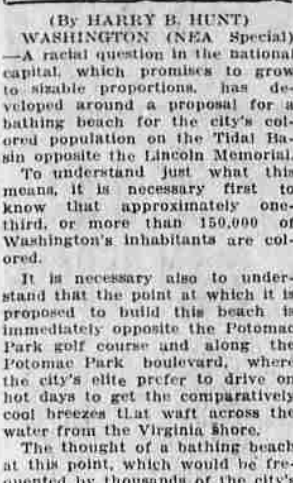 (By HARRY B. HUNT)
WASHINGTON (NEA Special)
—A racial question in the national
capital, which promises to grow
to sizable proportions, has de-
veloped around a proposal for a
bathing beach for the city's col-
ored population on the Tidal Ba-
sin opposite the Lincoln Memorial.
To understand just what this
means, it is necessary first to
know that approximately one-
third, or more than 150,000 of
Washington's inhabitants are col-
ored.
It is necessary also to under-
stand that the point at which it is
proposed to build this beach is
immediately opposite the Potomac
Park golf course and along the
Potomac Park boulevard, where
the city's elite prefer to drive on
hot days to get the comparatively
cool breezes that waft across the
water from the Virginia shore.
The thought of a bathing beach
at this point, which would be fre-
quented by thousands of the city's